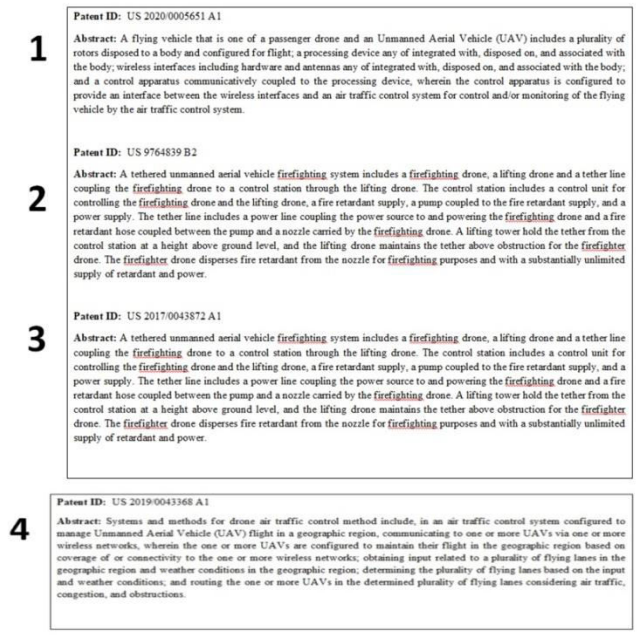 1
Patent ID: US 2020/0005651 A1
Abstract: A flying vehicle that is one of a passenger drone and an Unmanned Aerial Vehicle (UAV) includes a plurality of
rotors disposed to a body and configured for flight; a processing device any of integrated with, disposed on, and associated with
the body; wireless interfaces including hardware and antennas any of integrated with, disposed on, and associated with the body;
and a control apparatus communicatively coupled to the processing device, wherein the control apparatus is configured to
provide an interface between the wireless interfaces and an air traffic control system for control and/or monitoring of the flying
vehicle by the air traffic control system.
2
Patent ID: US 9764839 B2
Abstract: A tethered unmanned aerial vehicle firefighting system includes a firefighting drone, a lifting drone and a tether line
coupling the firefighting drone to a control station through the lifting drone. The control station includes a control unit for
controlling the firefighting drone and the lifting drone, a fire retardant supply, a pump coupled to the fire retardant supply, and a
power supply. The tether line includes a power line coupling the power source to and powering the firefighting drone and a fire
retardant hose coupled between the pump and a nozzle carried by the firefighting drone. A lifting tower hold the tether from the
control station at a height above ground level, and the lifting drone maintains the tether above obstruction for the firefighter
drone. The firefighter drone disperses fire retardant from the nozzle for firefighting purposes and with a substantially unlimited
supply of retardant and power.
3
Patent ID: US 2017/0043872 A1
Abstract: A tethered unmanned aerial vehicle firefighting system includes a firefighting drone, a lifting drone and a tether line
coupling the firefighting drone to a control station through the lifting drone. The control station includes a control unit for
controlling the firefighting drone and the lifting drone, a fire retardant supply, a pump coupled to the fire retardant supply, and a
power supply. The tether line includes a power line coupling the power source to and powering the firefighting drone and a fire
retardant hose coupled between the pump and a nozzle carried by the firefighting drone. A lifting tower hold the tether from the
control station at a height above ground level, and the lifting drone maintains the tether above obstruction for the firefighter
drone. The firefighter drone disperses fire retardant from the nozzle for firefighting purposes and with a substantially unlimited
supply of retardant and power.
4
Patent ID: US 2019/0043368 A1
Abstract: Systems and methods for drone air traffic control method include, in an air traffic control system configured to
manage Unmanned Aerial Vehicle (UAV) flight in a geographic region, communicating to one or more UAVs via one or more
wireless networks, wherein the one or more UAVs are configured to maintain their flight in the geographic region based on
coverage of or connectivity to the one or more wireless networks; obtaining input related to a plurality of flying lanes in the
geographic region and weather conditions in the geographic region; determining the plurality of flying lanes based on the input
and weather conditions; and routing the one or more UAVs in the determined plurality of flying lanes considering air traffic,
congestion, and obstructions.